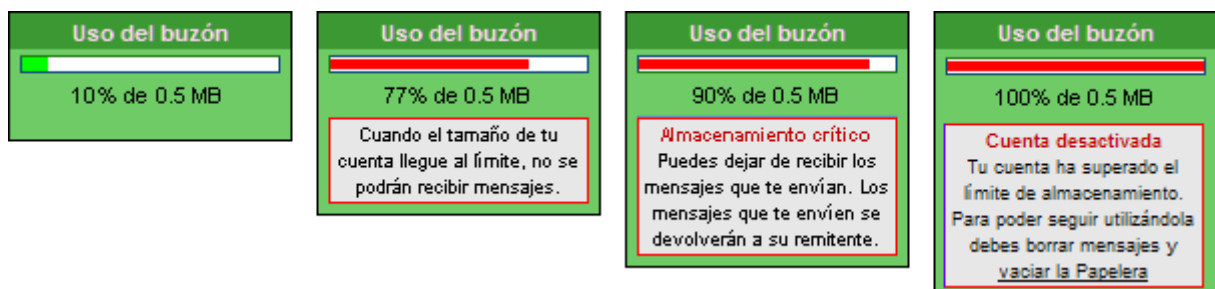 Uso del buzón
10% de 0.5 MB
Uso del buzón
77% de 0.5 MB
Cuando el tamaño de tu
cuenta llegue al límite, no se
podrán recibir mensajes.
Uso del buzón
90% de 0.5 MB
Almacenamiento crítico
Puedes dejar de recibir los
mensajes que te envían. Los
mensajes que te envíen se
devolverán a su remitente.
Uso del buzón
100% de 0.5 MB
Cuenta desactivada
Tu cuenta ha superado el
límite de almacenamiento.
Para poder seguir utilizándola
debes borrar mensajes y
vaciar la Papelera